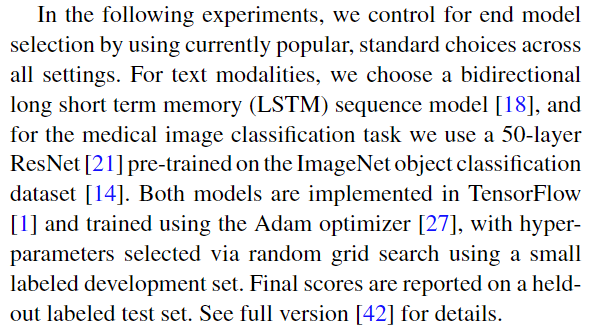 In the following experiments, we control for end model
selection by using currently popular, standard choices across
all settings. For text modalities, we choose a bidirectional
long short term memory (LSTM) sequence model [18], and
for the medical image classification task we use a 50-layer
ResNet [21] pre-trained on the ImageNet object classification
dataset [14]. Both models are implemented in TensorFlow
[1] and trained using the Adam optimizer [27], with hyper-
parameters selected via random grid search using a small
labeled development set. Final scores are reported on a held-
out labeled test set. See full version [42] for details.